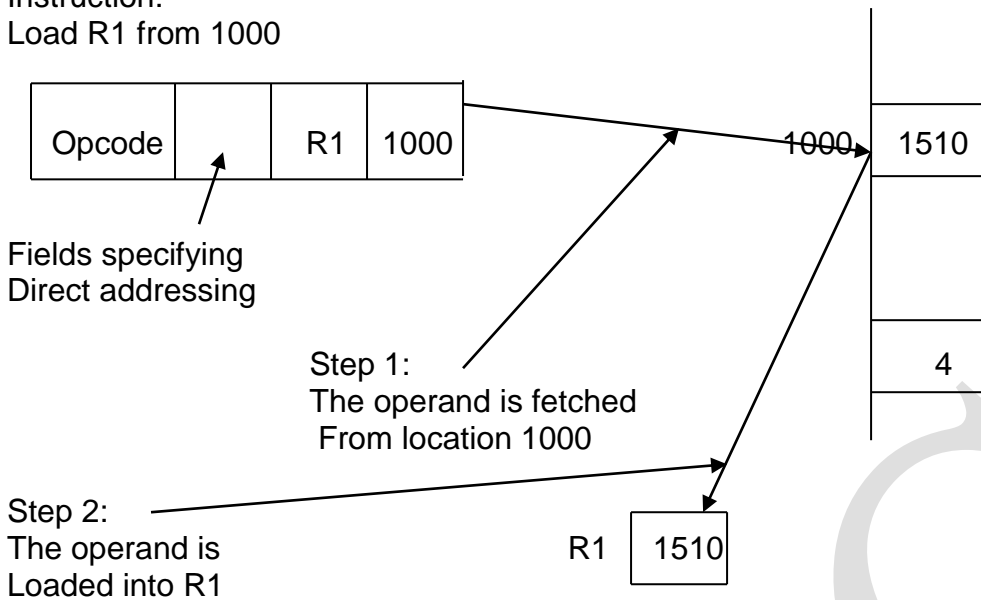 Instruction:
Load R1 from 1000
Opcode R1 1000
1000 1510
Fields specifying
Direct addressing
Step 1:
The operand is fetched
From location 1000
4
Step 2:
The operand is
Loaded into R1
R1 1510